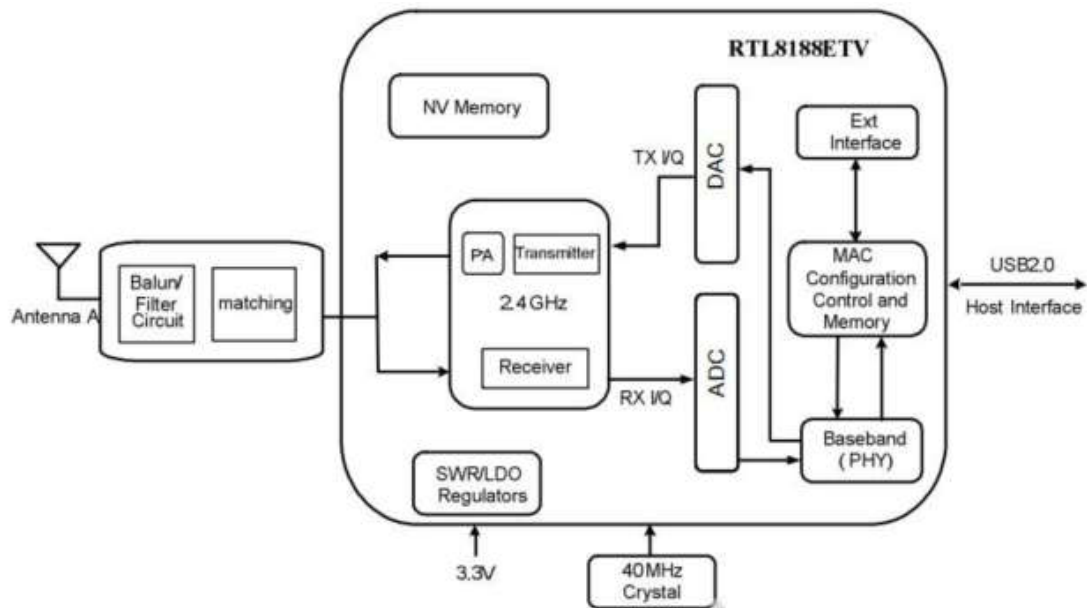 RTL8188ETV
NV Memory
Ext
Interface
TX I/Q
DAC
PA
Transmitter
2.4GHz
Receiver
MAC
Configuration
Control and
Memory
USB2.0
Host Interface
Antenna A
Balun/
Filter
Circuit
matching
RX I/Q
ADC
Baseband
( PHY)
SWR/LDO
Regulators
3.3V
40MHz
Crystal